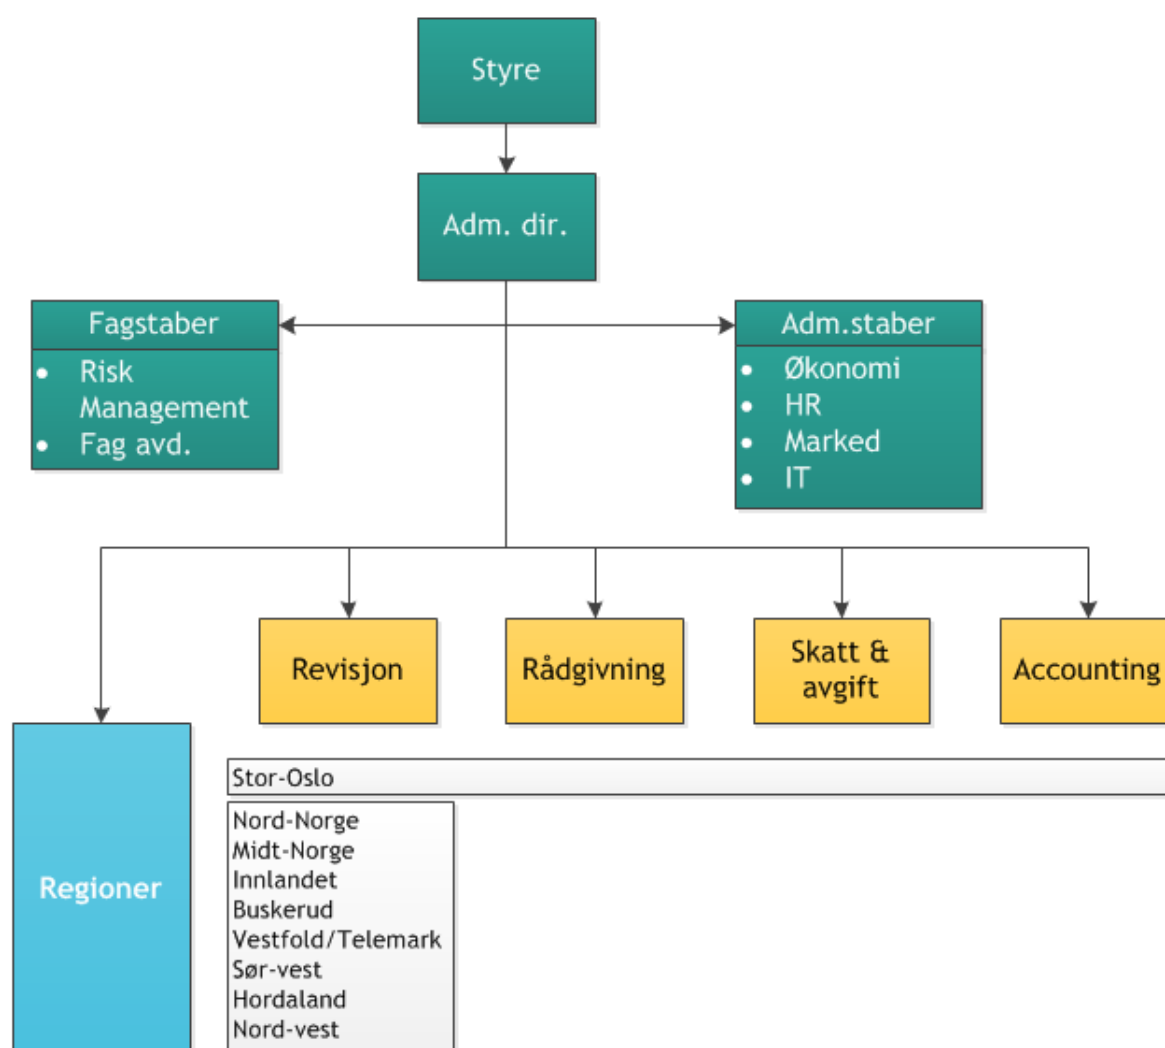 Styre
Adm. dir.
Fagstaber
• Risk
Management
• Fag avd.
Adm.staber
• Økonomi
• HR
• Marked
• IT
Revisjon
Rådgivning
Skatt &
avgift
Accounting
Regioner
Stor-Oslo
Nord-Norge
Midt-Norge
Innlandet
Buskerud
Vestfold/Telemark
Sør-vest
Hordaland
Nord-vest